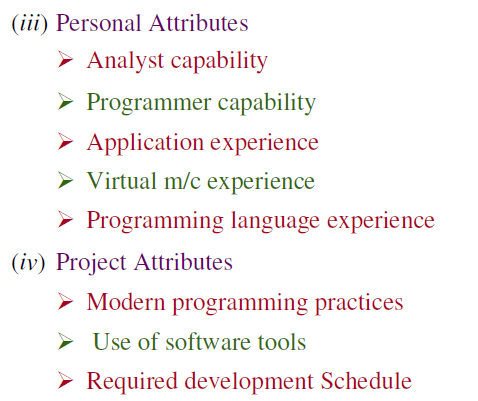 (iii) Personal Attributes
➢ Analyst capability
➢ Programmer capability
➢ Application experience
➢ Virtual m/c experience
➢ Programming language experience
(iv) Project Attributes
➢ Modern programming practices
➢ Use of software tools
➢ Required development Schedule